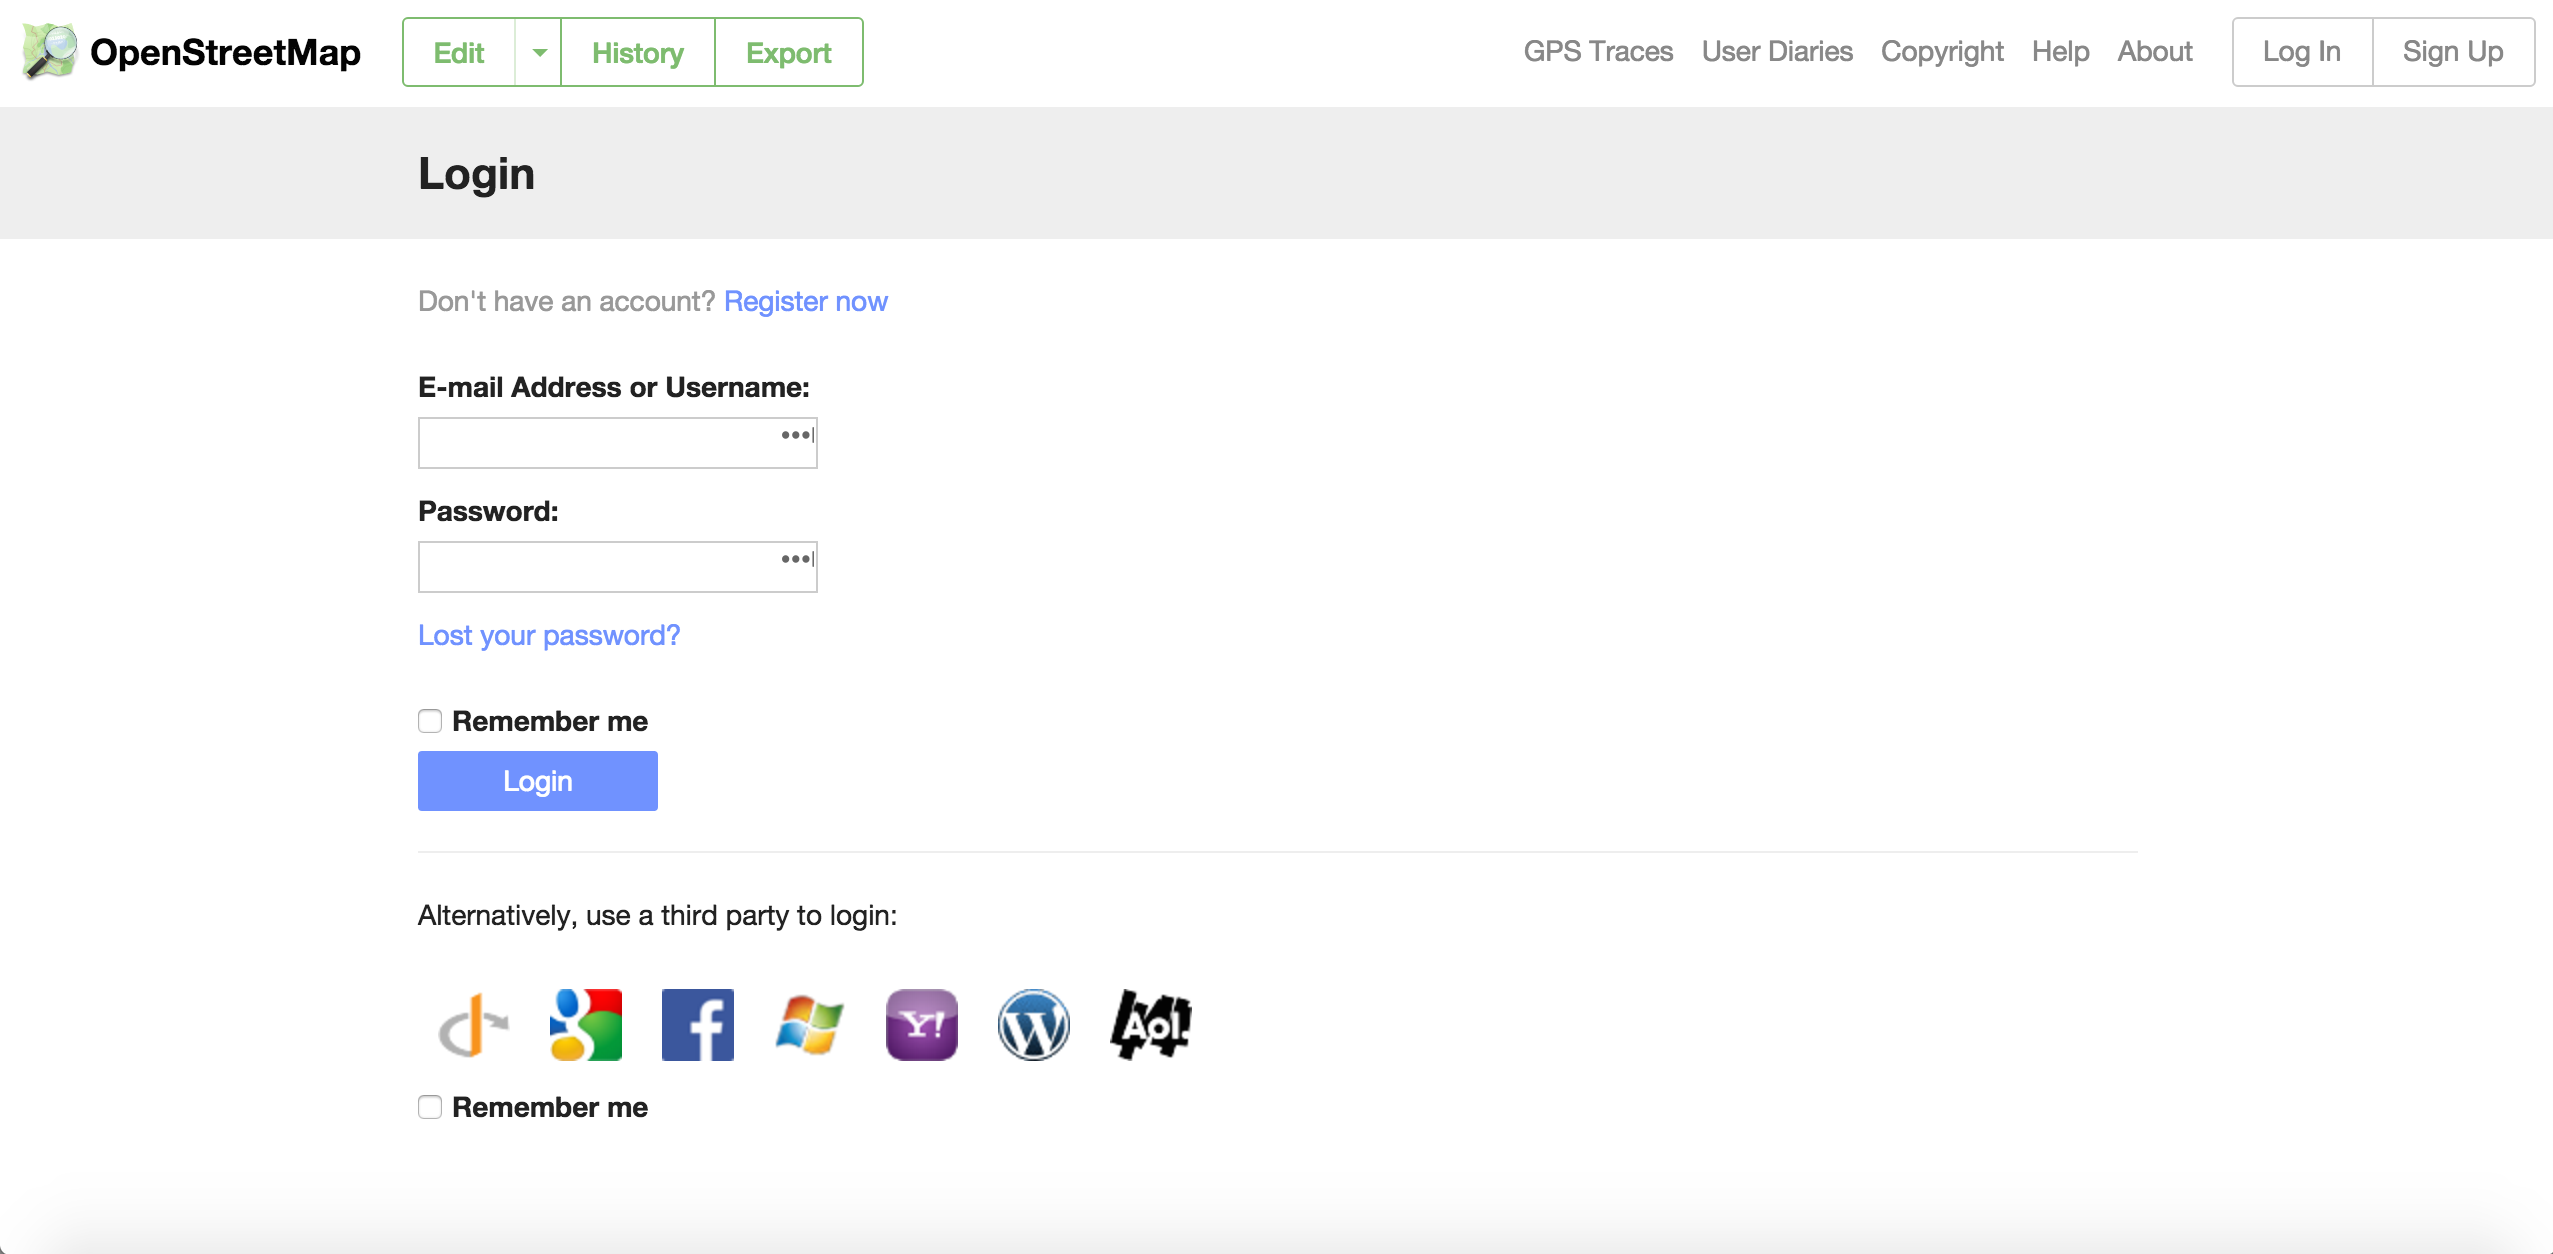 OpenStreetMap Edit History Export GPS Traces User Diaries Copyright Help About Log In Sign Up
Login
Don't have an account? Register now
E-mail Address or Username:
Password:
Lost your password?
Remember me
Login
Alternatively, use a third party to login:
Y! Aol.
Remember me